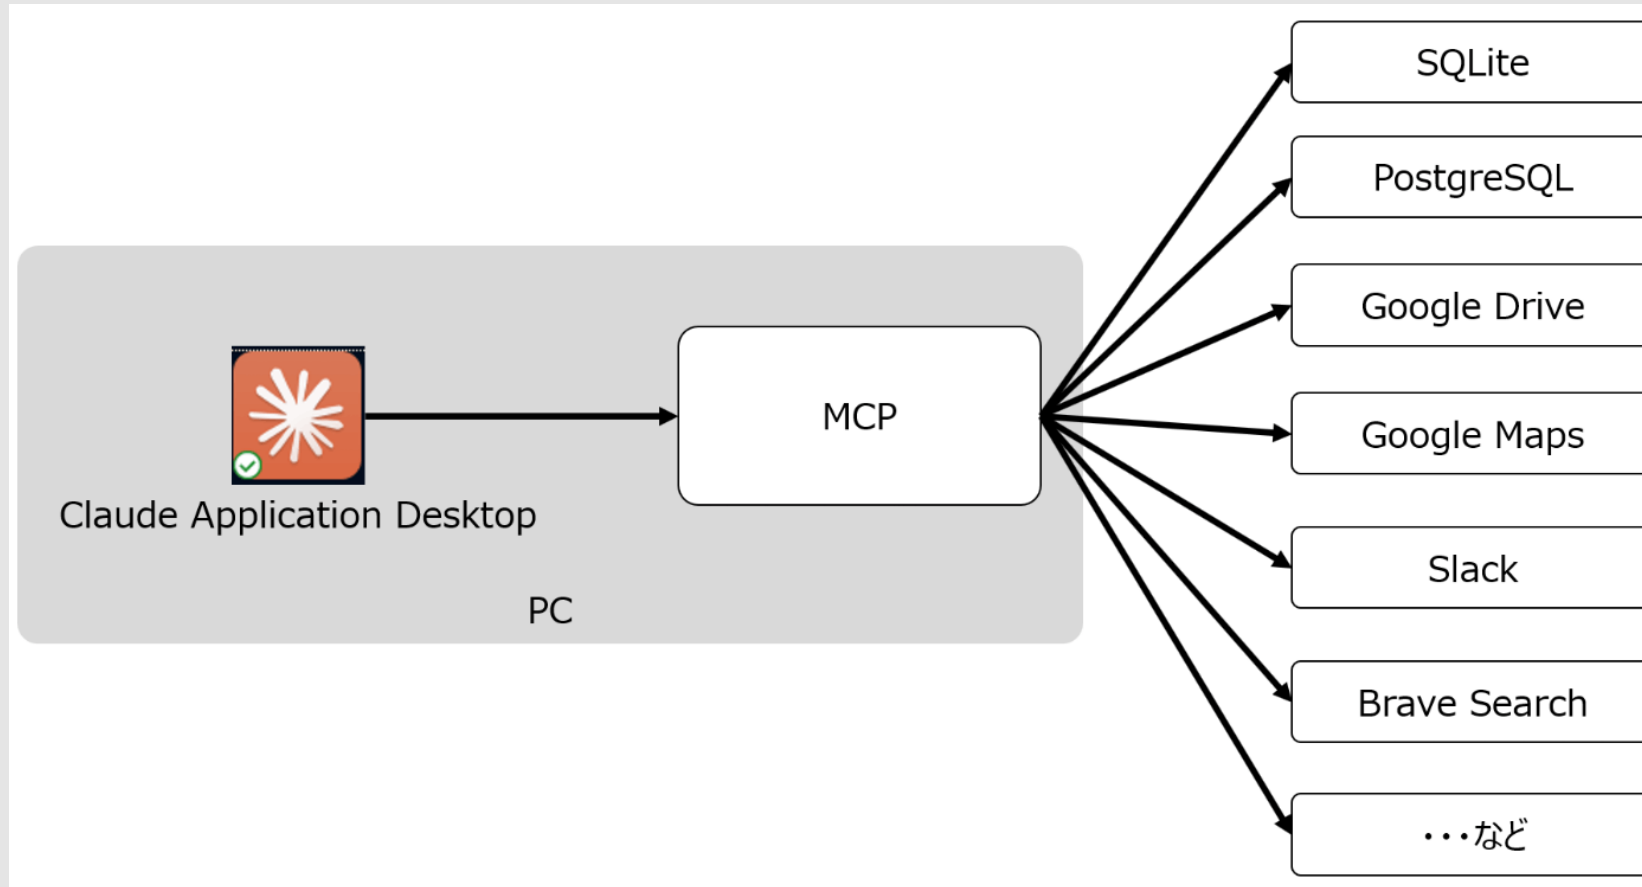 SQLite
PostgreSQL
Google Drive
Google Maps
Slack
Brave Search
・・・など
MCP
Claude Application Desktop
PC